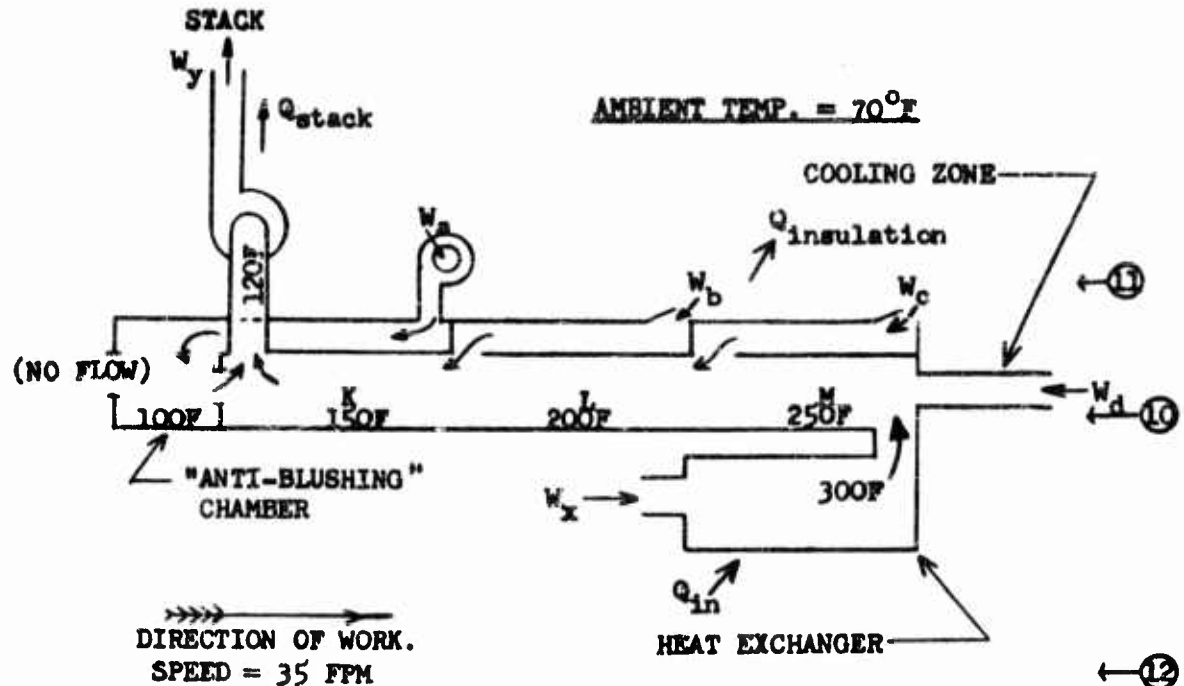 STACK
Wy
Qstack
AMBIENT TEMP. = 70°F
COOLING ZONE
Wa
Qinsulation
120F
Wb
Wc
11
(NO FLOW)
K
L
M
Wd
100F
150F
200F
250F
10
"ANTI-BLUSHING"
CHAMBER
Wx
300F
Qin
DIRECTION OF WORK.
SPEED = 35 FPM
HEAT EXCHANGER
12